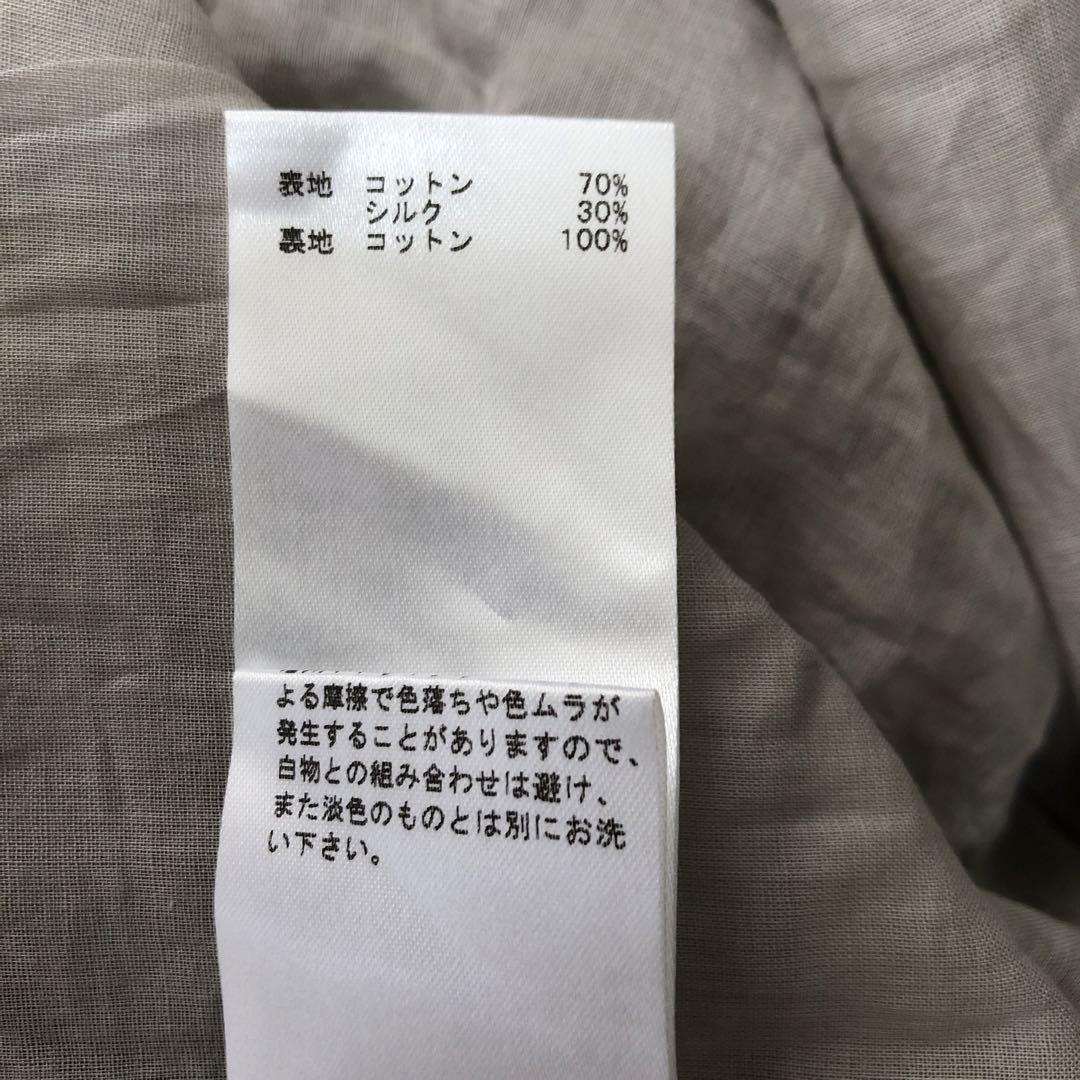 表地 コットン 70%
シルク 30%
裏地 コットン 100%
よる摩擦で色落ちや色ムラが
発生することがありますので、
白物との組み合わせは避け、
また淡色のものとは別にお洗
い下さい。